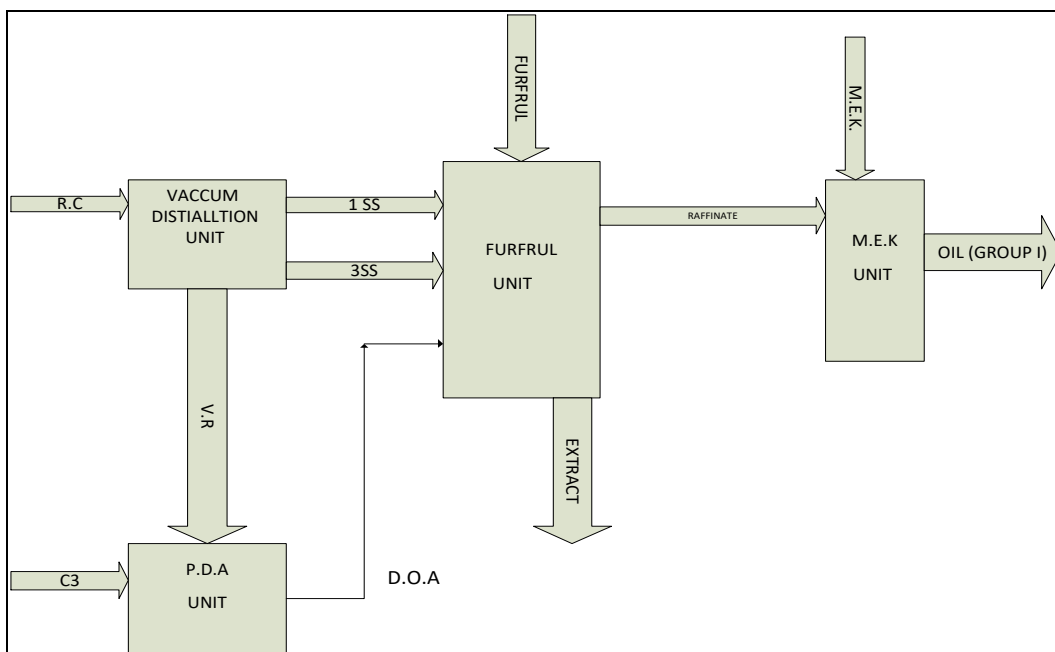 FURFRUL
M.E.K.
R.C
VACCUM
DISTIALLTION
UNIT
1 SS
3SS
FURFRUL
UNIT
RAFFINATE
M.E.K
UNIT
OIL (GROUP I)
V.R
EXTRACT
C3
P.D.A
UNIT
D.O.A